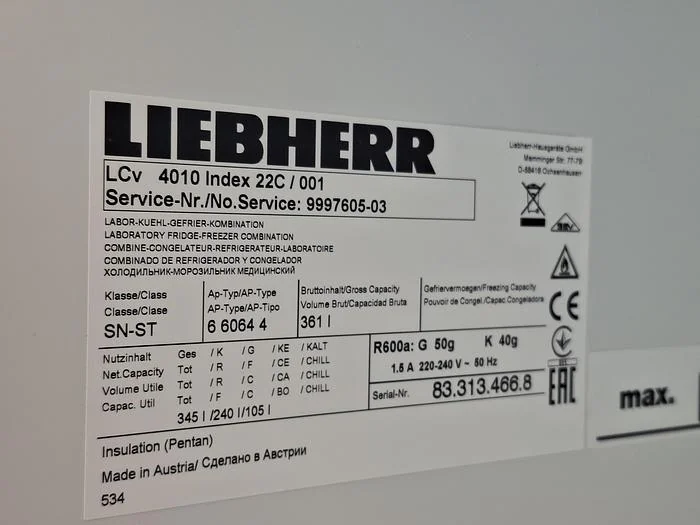 LIEBHERR
Liebherr-Hausgeräte GmbH
Memminger Str. 77-79
D-88416 Ochsenhausen
LCv 4010 Index 22C / 001
Service-Nr./No.Service: 9997605-03
LABOR-KUEHL-GEFRIER-KOMBINATION
LABORATORY FRIDGE-FREEZER COMBINATION
COMBINE-CONGELATEUR-REFRIGERATEUR-LABORATOIRE
COMBINADO DE REFRIGERADOR Y CONGELADOR
ХОЛОДИЛЬНИК-МОРОЗИЛЬНИК МЕДИЦИНСКИЙ
Klasse/Class
Classe/Clase
SN-ST
Ap-Typ/AP-Type
AP-Type/AP-Tipo
6 6064 4
Bruttoinhalt/Gross Capacity
Volume Brut/Capacidad Bruta
361 l
Gefriervermoegen/Freezing Capacity
Pouvoir de Congel./Capac.Congeladora
Nutzinhalt Ges / K / G / KE / KALT
Net.Capacity Tot / R / F / CE / CHILL
Volume Utile Tot / R / C / CA / CHILL
Capac. Util Tot / F / C / BO / CHILL
345 l /240 l/105 l
R600a: G 50g K 40g
1.5 A 220-240 V ~ 50 Hz
Serial-Nr. 83.313.466.8
CE
EAC
Insulation (Pentan)
Made in Austria/ Сделано в Австрии
534
max.